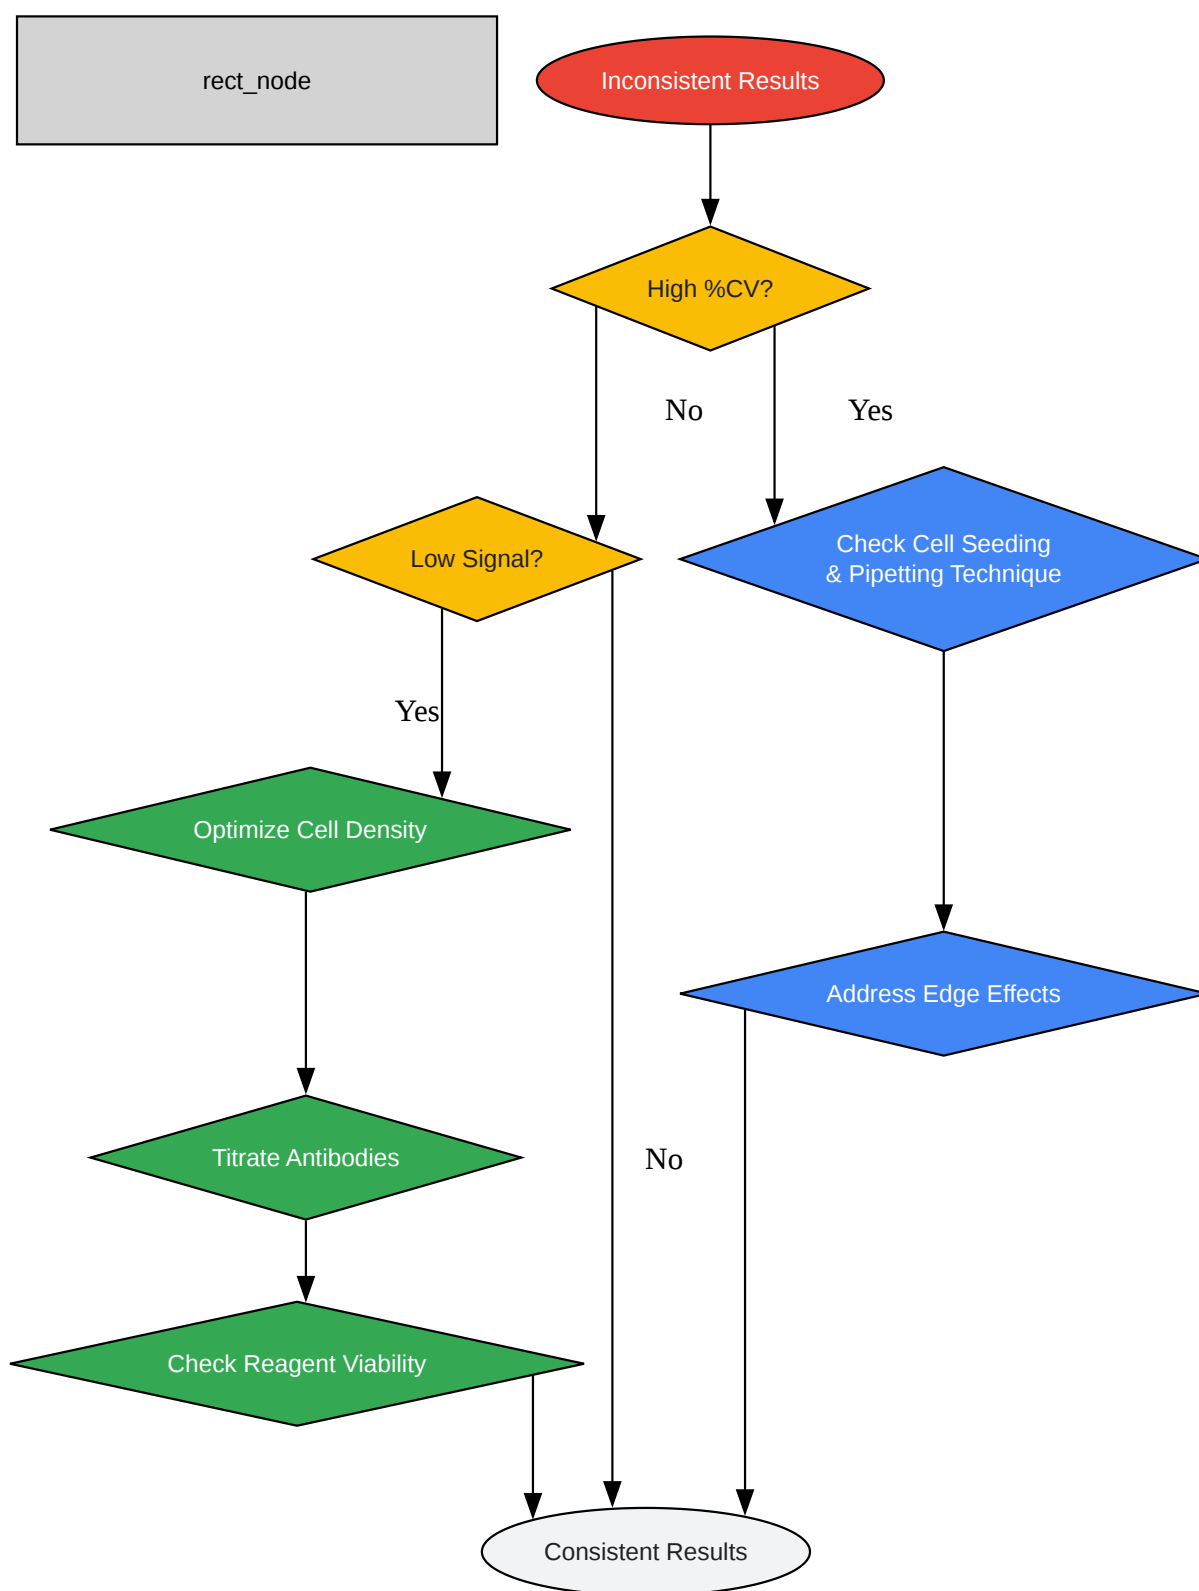 rect_node
Inconsistent Results
High %CV?
No
Yes
Low Signal?
Check Cell Seeding
& Pipetting Technique
Yes
Optimize Cell Density
Address Edge Effects
Titrate Antibodies
No
Check Reagent Viability
Consistent Results